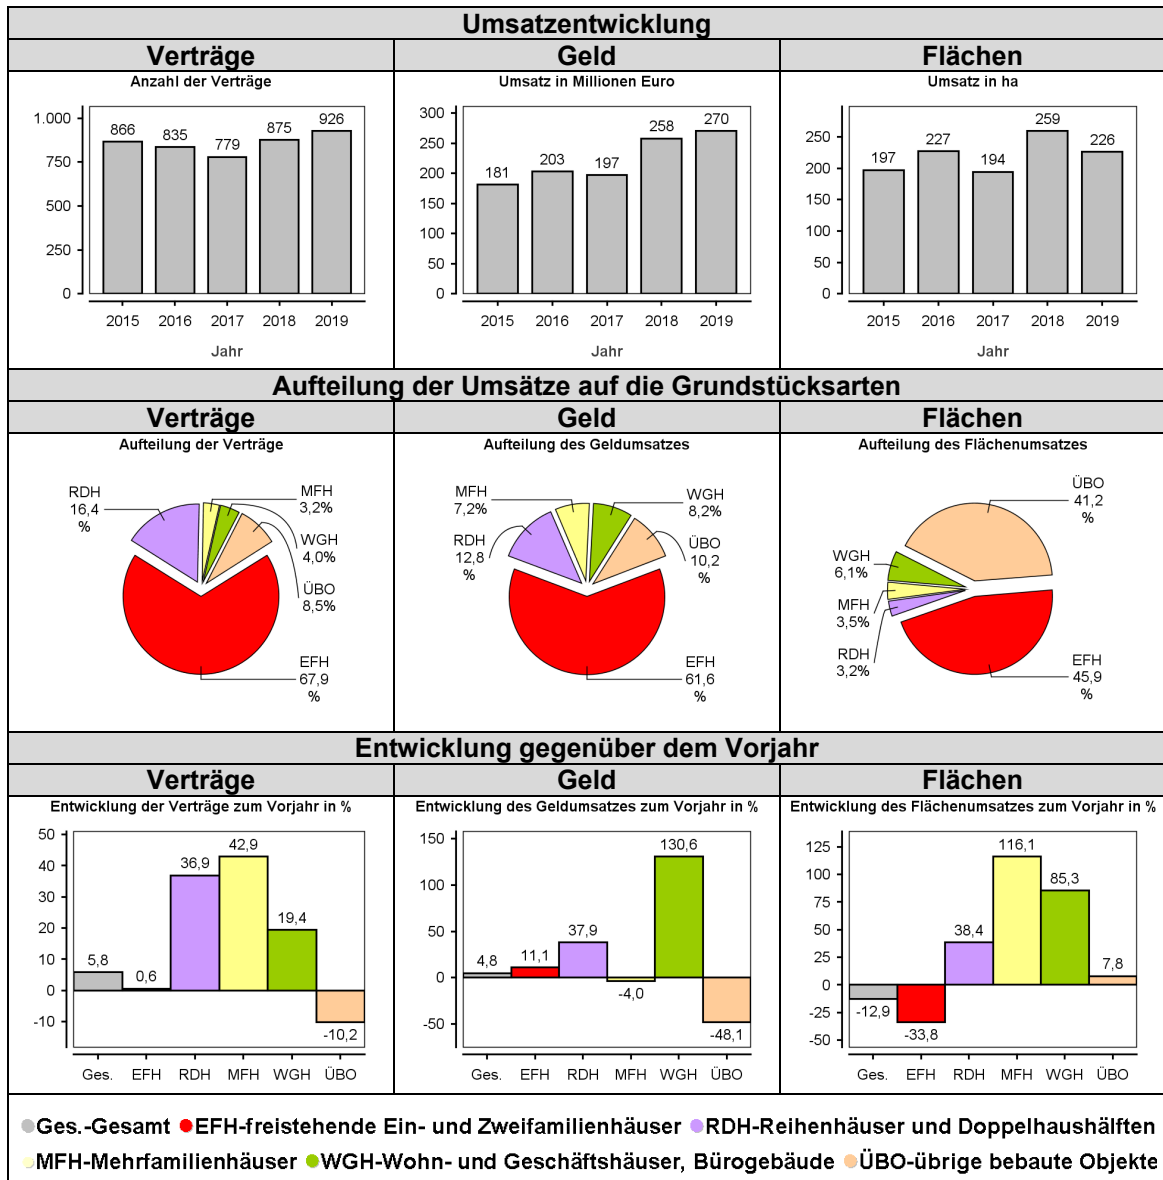 Umsatzentwicklung
Verträge
Geld
Flächen
Anzahl der Verträge
1.000
750
500
250
0
866
835
779
875
926
2015
2016
2017
2018
2019
Jahr
Umsatz in Millionen Euro
300
250
200
150
100
50
0
181
203
197
258
270
2015
2016
2017
2018
2019
Jahr
Umsatz in ha
250
200
150
100
50
0
197
227
194
259
226
2015
2016
2017
2018
2019
Jahr
Aufteilung der Umsätze auf die Grundstücksarten
Verträge
Geld
Flächen
Aufteilung der Verträge
RDH
16,4
%
MFH
3,2%
WGH
4,0%
ÜBO
8,5%
EFH
67,9
%
Aufteilung des Geldumsatzes
MFH
7,2%
WGH
8,2%
RDH
12,8
%
ÜBO
10,2
%
EFH
61,6
%
Aufteilung des Flächenumsatzes
ÜBO
41,2
%
WGH
6,1%
MFH
3,5%
RDH
3,2%
EFH
45,9
%
Entwicklung gegenüber dem Vorjahr
Verträge
Geld
Flächen
Entwicklung der Verträge zum Vorjahr in %
50
40
30
20
10
0
-10
5,8
0,6
36,9
42,9
19,4
-10,2
Ges.
EFH
RDH
MFH
WGH
ÜBO
Entwicklung des Geldumsatzes zum Vorjahr in %
150
100
50
0
-50
4,8
11,1
37,9
-4,0
130,6
-48,1
Ges.
EFH
RDH
MFH
WGH
ÜBO
Entwicklung des Flächenumsatzes zum Vorjahr in %
125
100
75
50
25
0
-25
-50
-12,9
-33,8
38,4
116,1
85,3
7,8
Ges.
EFH
RDH
MFH
WGH
ÜBO
Ges.-Gesamt EFH-freistehende Ein- und Zweifamilienhäuser RDH-Reihenhäuser und Doppelhaushälften
MFH-Mehrfamilienhäuser WGH-Wohn- und Geschäftshäuser, Bürogebäude ÜBO-übrige bebaute Objekte